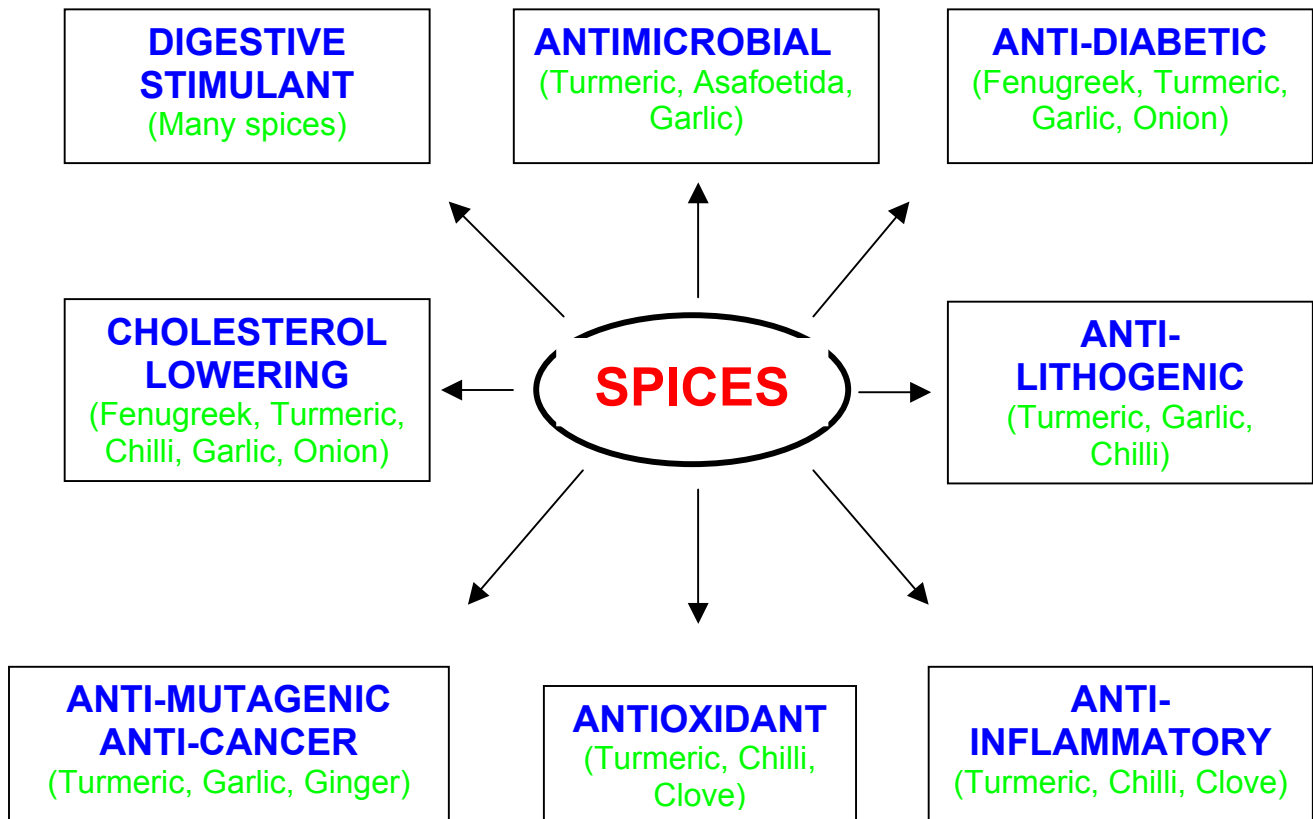 DIGESTIVE
STIMULANT
(Many spices)
ANTIMICROBIAL
(Turmeric, Asafoetida,
Garlic)
ANTI-DIABETIC
(Fenugreek, Turmeric,
Garlic, Onion)
CHOLESTEROL
LOWERING
(Fenugreek, Turmeric,
Chilli, Garlic, Onion)
SPICES
ANTI-
LITHOGENIC
(Turmeric, Garlic,
Chilli)
ANTI-MUTAGENIC
ANTI-CANCER
(Turmeric, Garlic, Ginger)
ANTIOXIDANT
(Turmeric, Chilli,
Clove)
ANTI-
INFLAMMATORY
(Turmeric, Chilli, Clove)